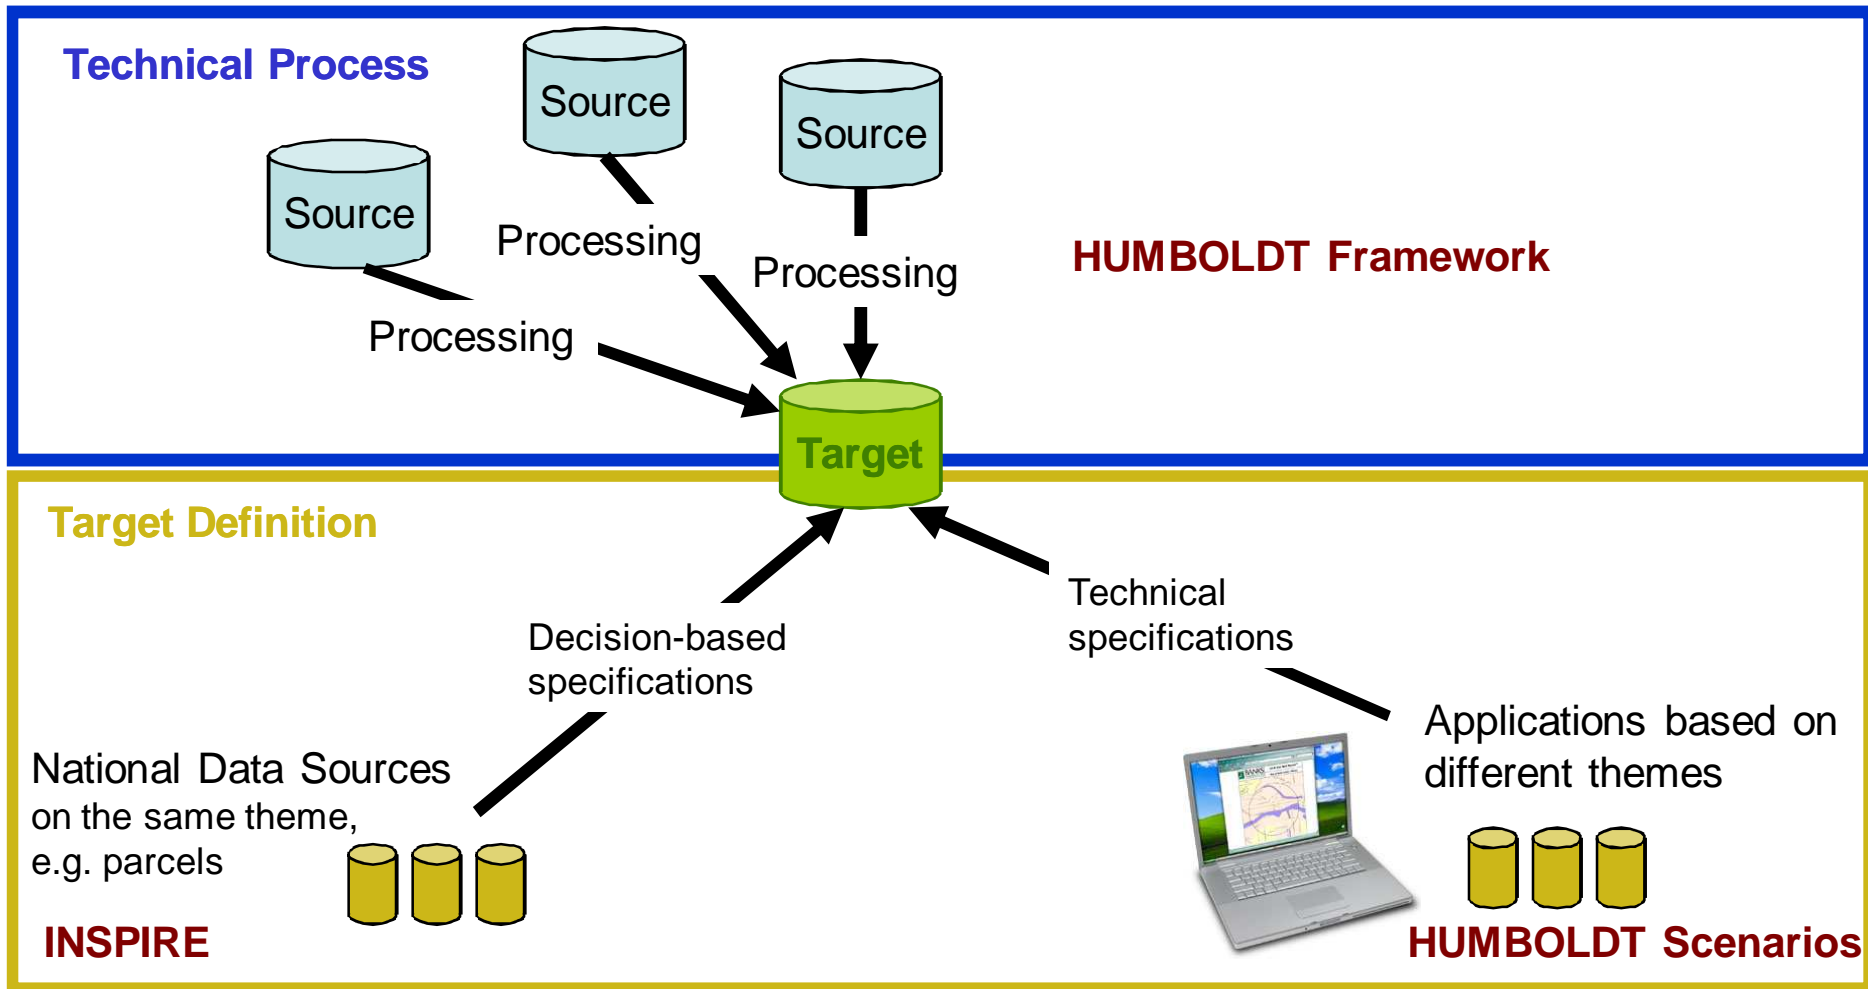 Technical Process
Source
Source
Source
Processing
Processing
Processing
HUMBOLDT Framework
Target
Target Definition
Decision-based
specifications
Technical
specifications
National Data Sources
on the same theme,
e.g. parcels
INSPIRE
Applications based on
different themes
BANKS
HUMBOLDT Scenarios